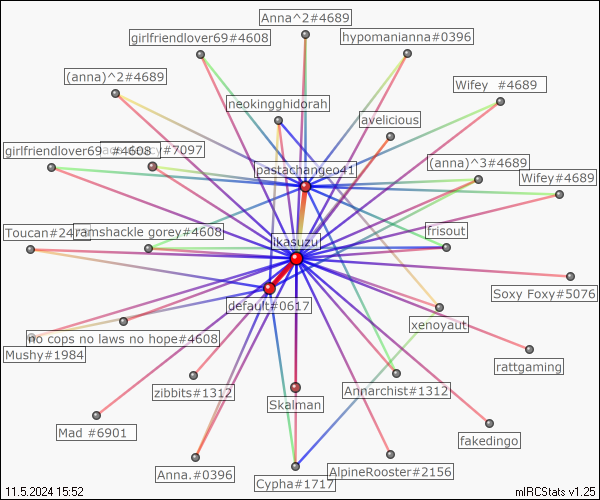 Anna^2#4689
girlfriendlover69#4608
hypomanianna#0396
(anna)^2#4689
Wifey #4689
neokingghidorah
avelicious
girlfriendlover69 #4608
#7097
pastachangeo41
(anna)^3#4689
Wifey#4689
Toucan#24
ramshackle gorey#4608
frisout
ikasuzu
Soxy Foxy#5076
default#0617
xenoyaut
no cops no laws no hope#4608
Mushy#1984
rattgaming
zibbits#1312
Annarchist#1312
Skalman
Mad #6901
fakedingo
Anna.#0396
Cypha#1717
AlpineRooster#2156
11.5.2024 15:52
mIRCStats v1.25